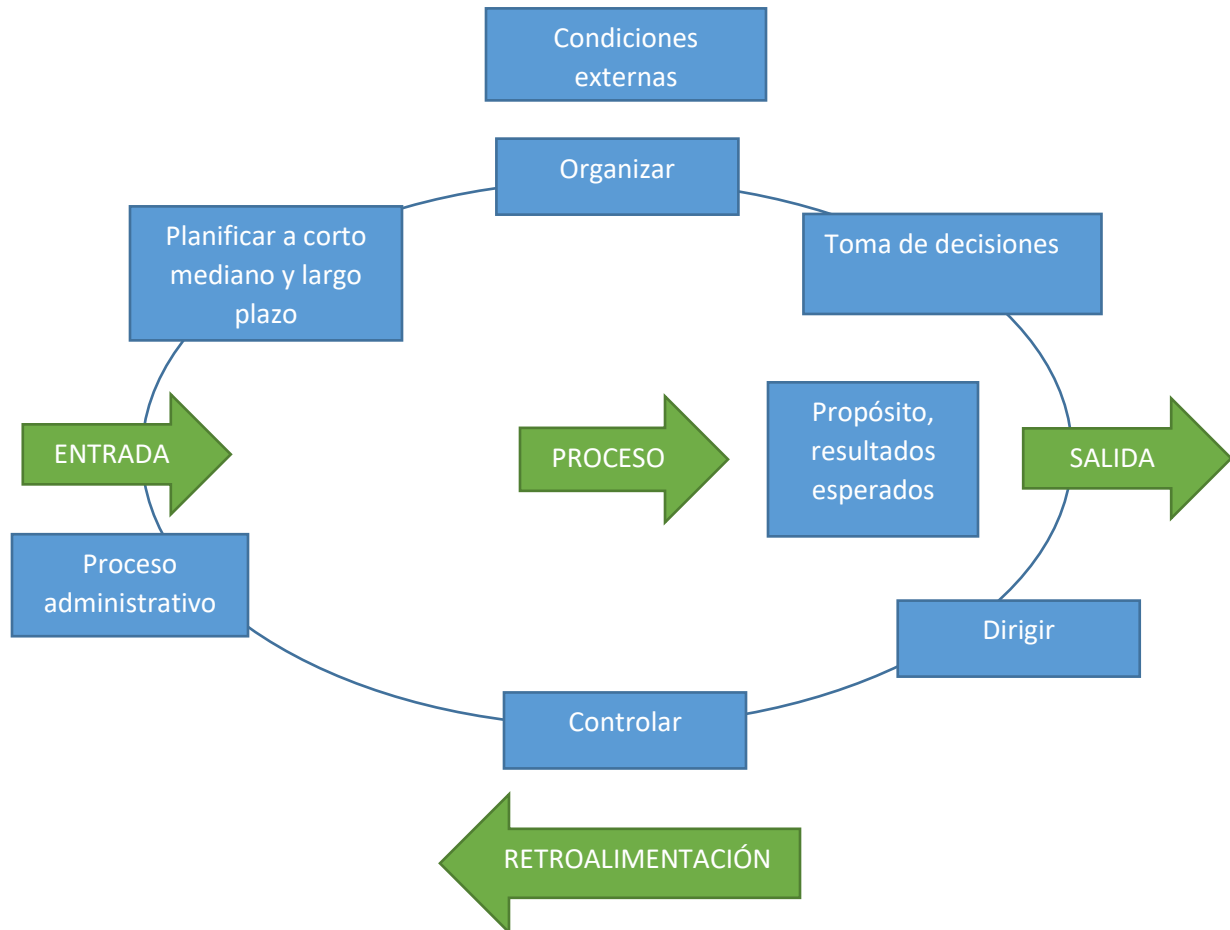 Condiciones
externas
Organizar
Planificar a corto
mediano y largo
plazo
Toma de decisiones
ENTRADA
PROCESO
Propósito,
resultados
esperados
SALIDA
Proceso
administrativo
Dirigir
Controlar
RETROALIMENTACIÓN